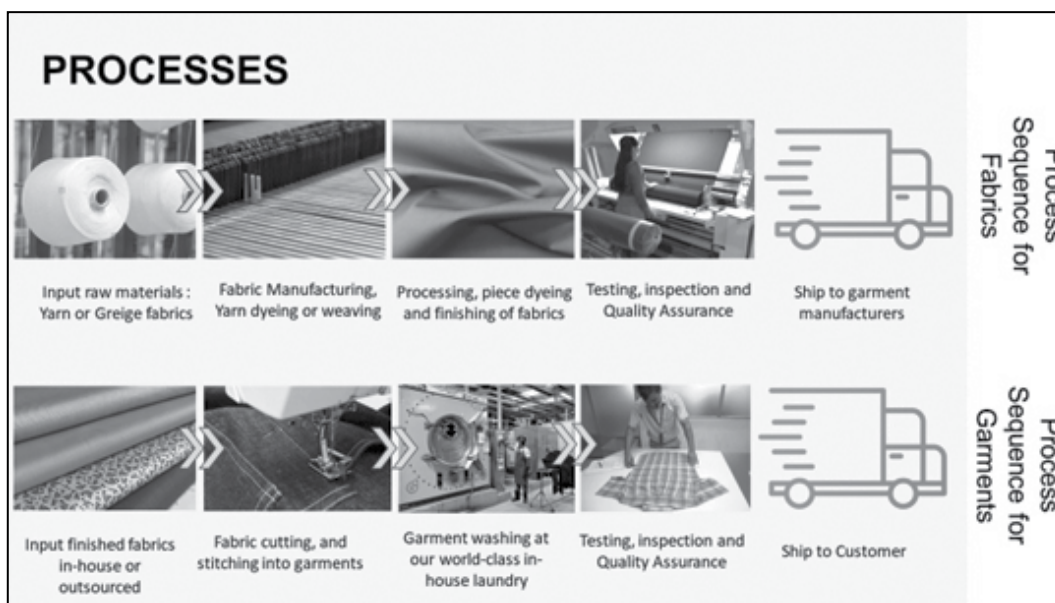 PROCESSES
Input raw materials :
Yarn or Greige fabrics
Fabric Manufacturing,
Yarn dyeing or weaving
Processing, piece dyeing
and finishing of fabrics
Testing, inspection and
Quality Assurance
Ship to garment
manufacturers
Process
Sequence for
Fabrics
Input finished fabrics
in-house or
outsourced
Fabric cutting, and
stitching into garments
Garment washing at
our world-class in-
house laundry
Testing, inspection and
Quality Assurance
Ship to Customer
Process
Sequence for
Garments